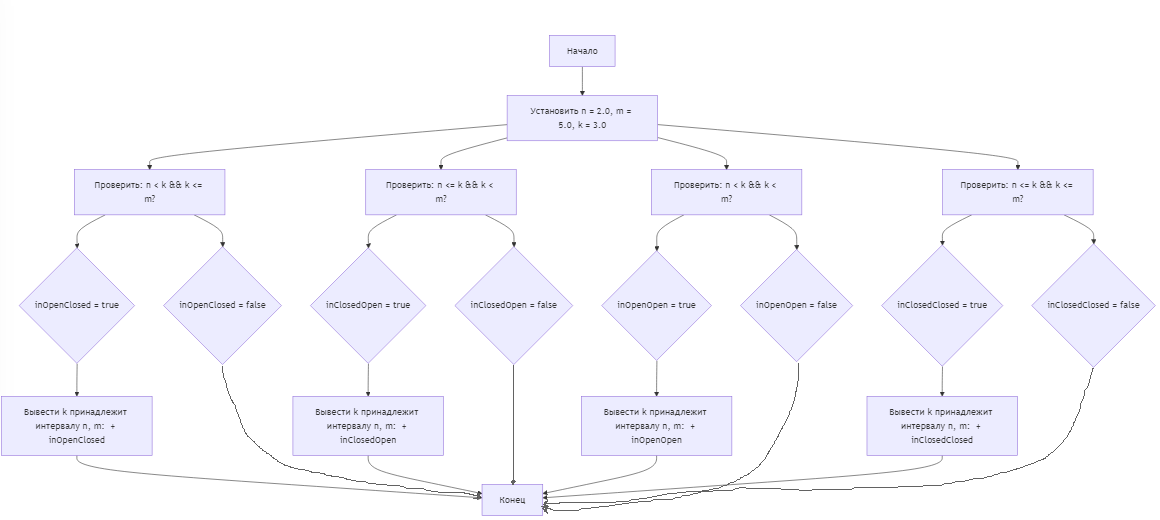 Начало
Установить n = 2.0, m =
5.0, k = 3.0
Проверить: n < k && k <=
m?
Проверить: n <= k && k <
m?
Проверить: n < k && k <
m?
Проверить: n <= k && k <=
m?
inOpenClosed = true
inOpenClosed = false
inClosedOpen = true
inClosedOpen = false
inOpenOpen = true
inOpenOpen = false
inClosedClosed = true
inClosedClosed = false
Вывести k принадлежит
интервалу n, m: +
inOpenClosed
Вывести k принадлежит
интервалу n, m: +
inClosedOpen
Вывести k принадлежит
интервалу n, m: +
inOpenOpen
Вывести k принадлежит
интервалу n, m: +
inClosedClosed
Конец